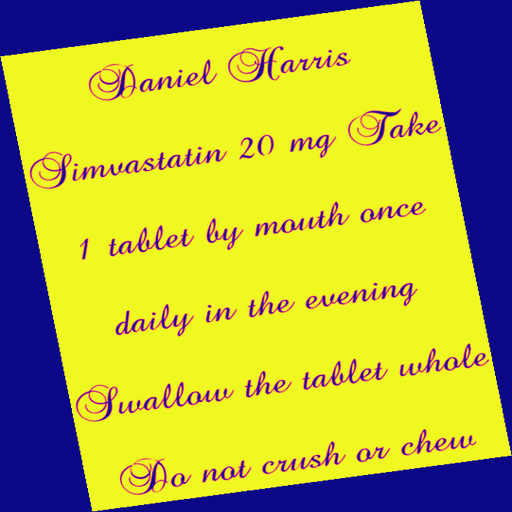 Daniel Harris
Simvastatin 20 mg Take
1 tablet by mouth once
daily in the evening
Swallow the tablet whole
Do not crush or chew